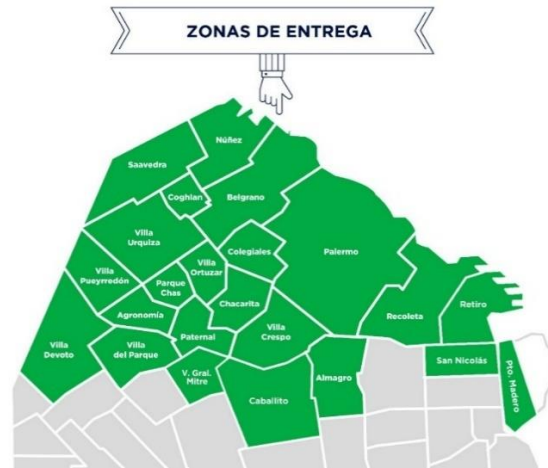 ZONAS DE ENTREGA
Núñez
Saavedra
Coghlan
Belgrano
Villa
Urquiza
Colegiales
Palermo
Villa
Ortuzar
Villa
Pueyrredón
Parque
Chas
Chacarita
Retiro
Agronomía
Recoleta
Villa
Crespo
Paternal
Villa
Devoto
Villa
del Parque
San Nicolás
Pto. Madero
V. Gral.
Mitre
Almagro
Caballito